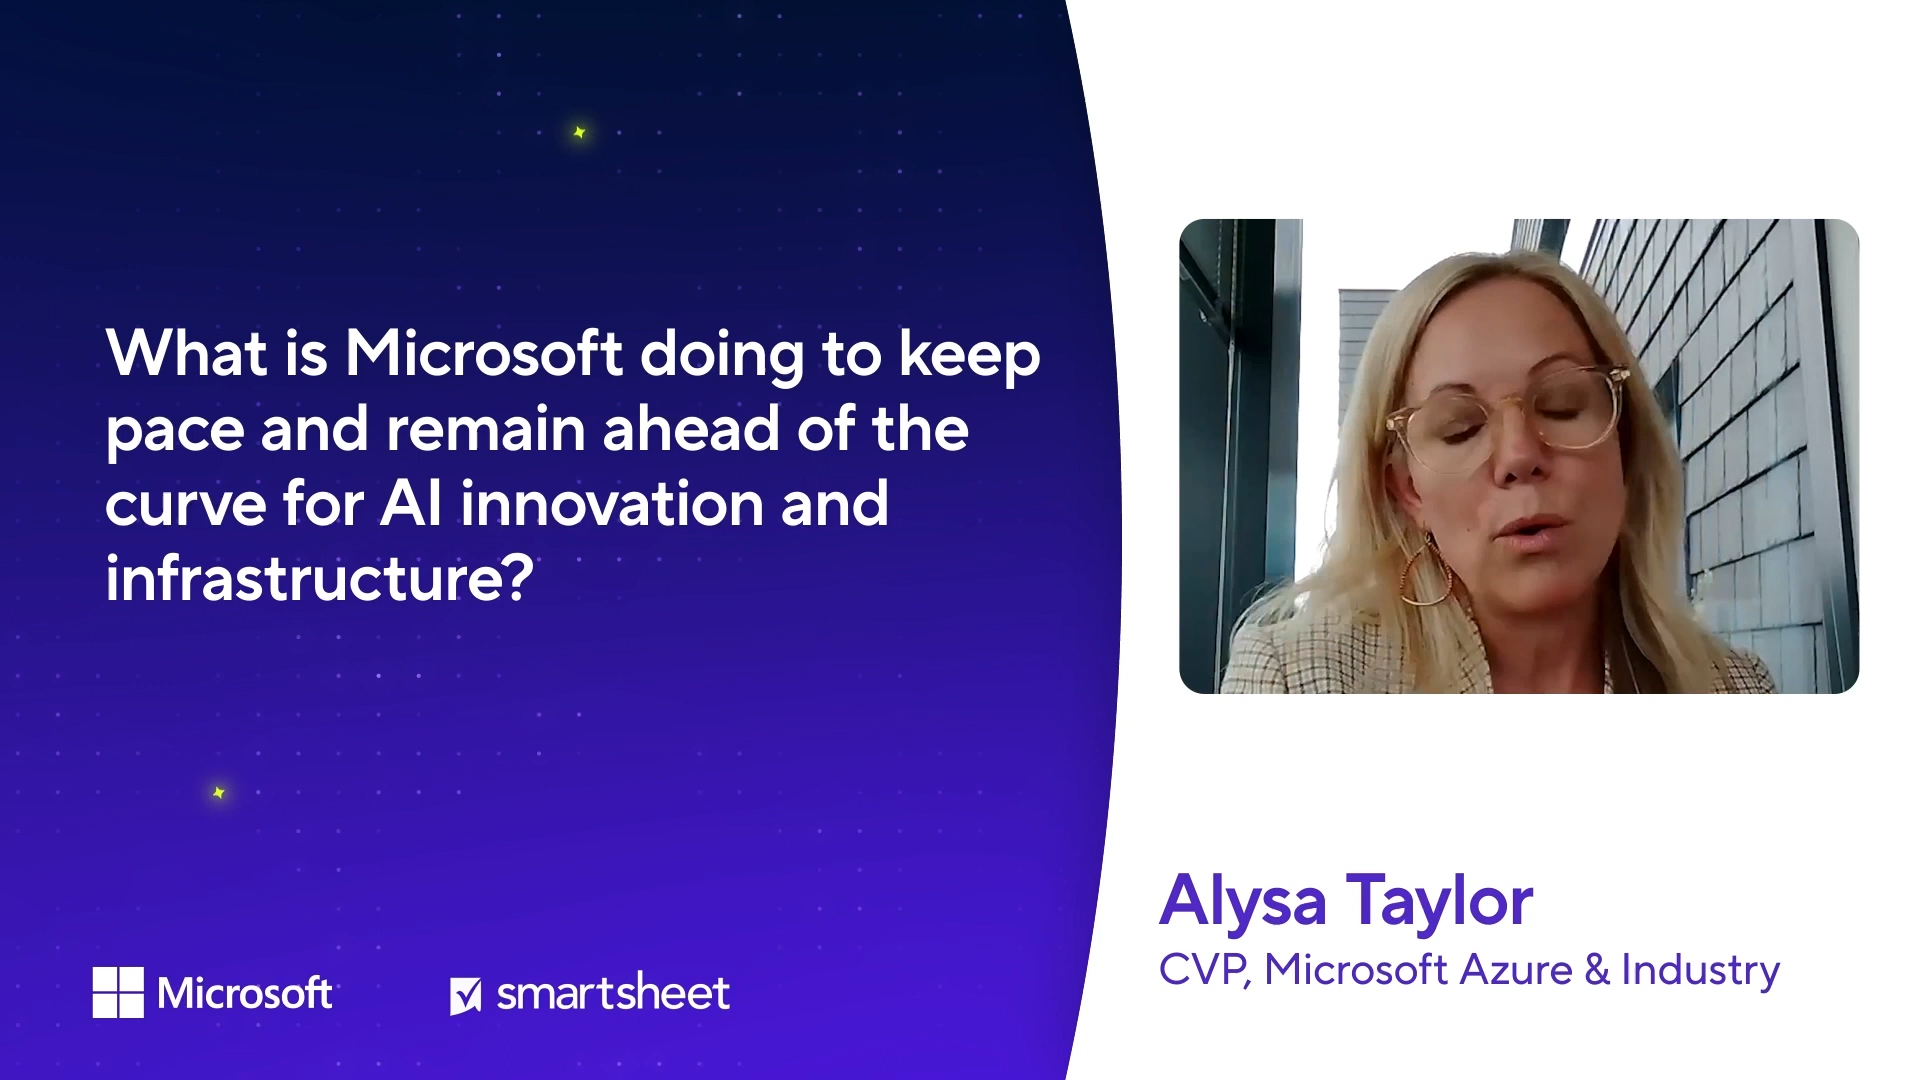 What is Microsoft doing to keep
pace and remain ahead of the
curve for AI innovation and
infrastructure?
Microsoft
smartsheet
Alysa Taylor
CVP, Microsoft Azure & Industry